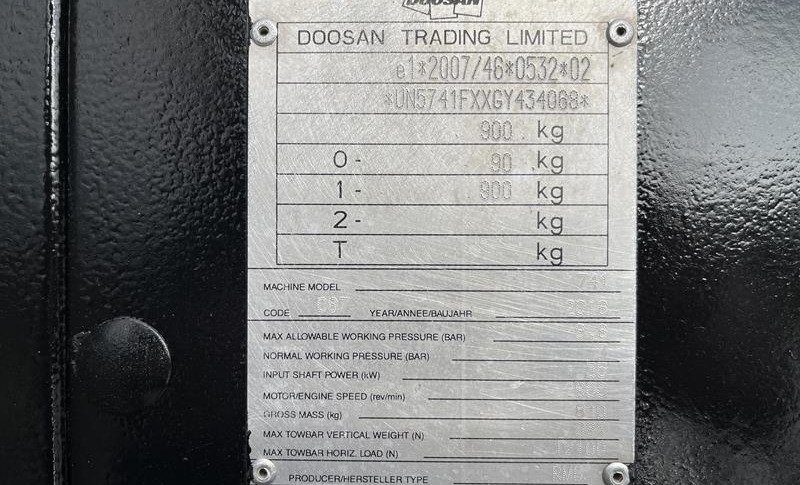 DOOSAN
DOOSAN TRADING LIMITED
e1*2007/46*0532*02
*UN5741FXXGY434068*
900 kg
0- 90 kg
1- 900 kg
2- kg
T kg
MACHINE MODEL 741
CODE
YEAR/ANNEE/BAUJAHR
MAX ALLOWABLE WORKING PRESSURE (BAR)
NORMAL WORKING PRESSURE (BAR)
INPUT SHAFT POWER (kW)
MOTOR/ENGINE SPEED (rev/min)
GROSS MASS (kg)
MAX TOWBAR VERTICAL WEIGHT (N)
MAX TOWBAR HORIZ. LOAD (N)
PRODUCER/HERSTELLER TYPE